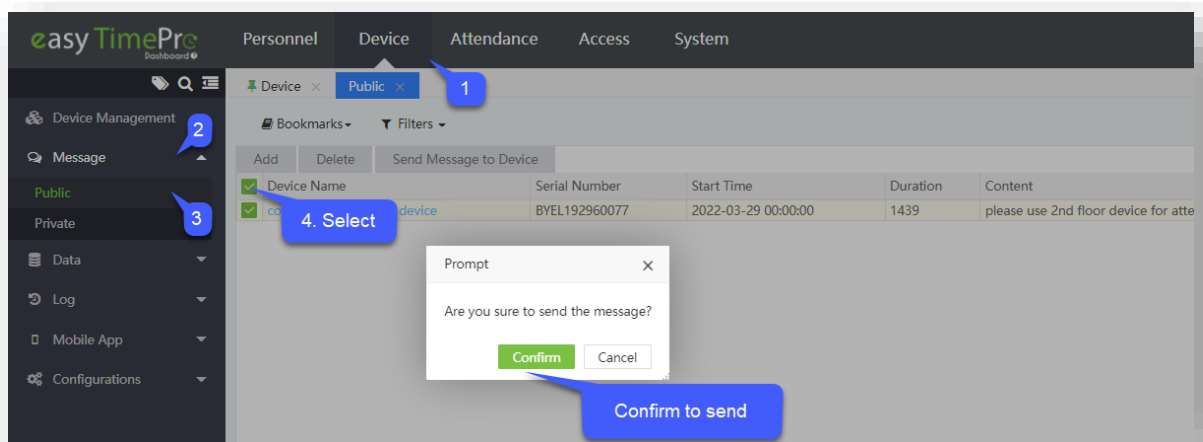 easy TimePro
Dashboard
Personnel Device Attendance Access System
Device × Public ×
1
Device Management
2
Bookmarks Filters
Message
Add Delete Send Message to Device
Device Name Serial Number Start Time Duration Content
Public
device BYEL192960077 2022-03-29 00:00:00 1439 please use 2nd floor device for atte
3
4. Select
Private
Data
Prompt ×
Log
Are you sure to send the message?
Mobile App
Confirm Cancel
Configurations
Confirm to send